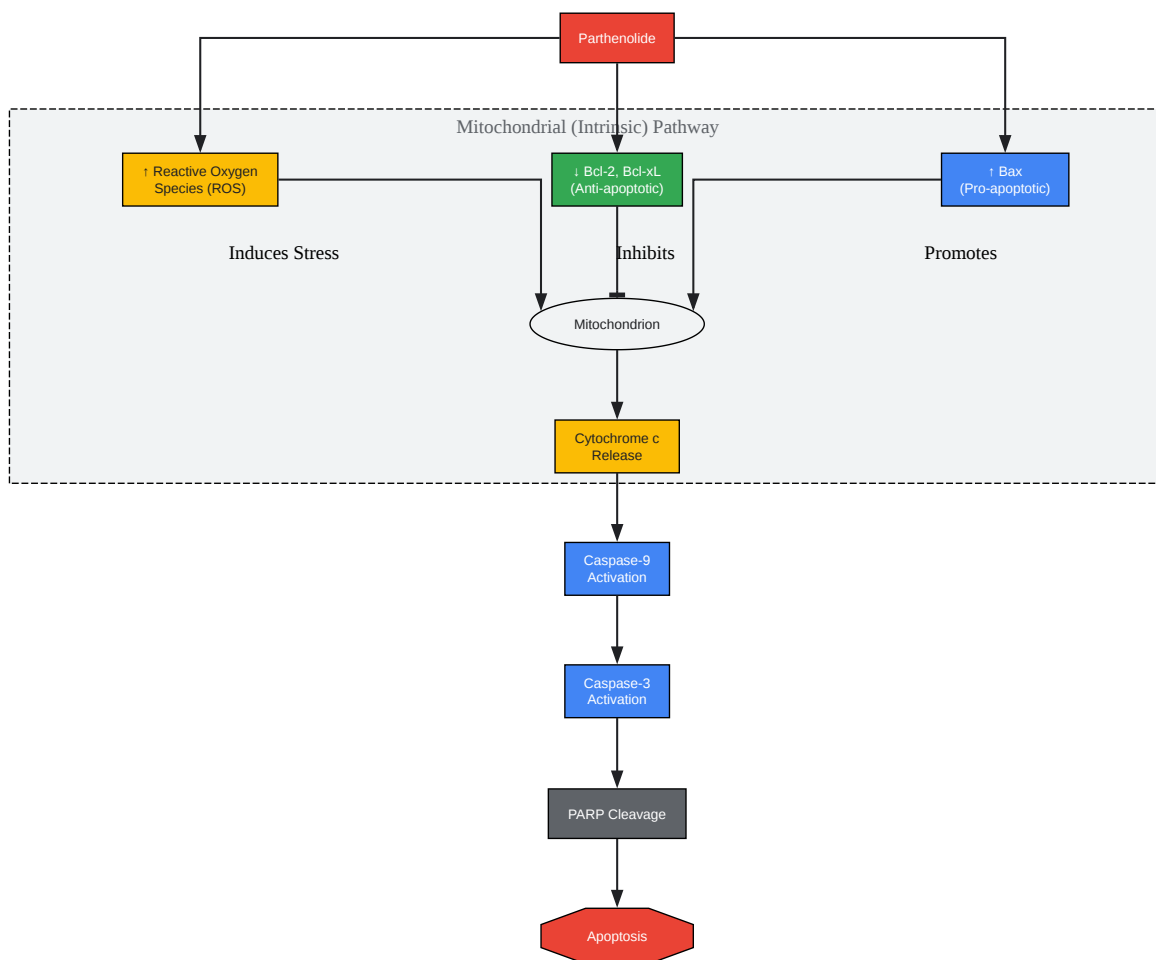 Parthenolide
Mitochondrial (Intrinsic) Pathway
↑ Reactive Oxygen
Species (ROS)
↓ Bcl-2, Bcl-xL
(Anti-apoptotic)
↑ Bax
(Pro-apoptotic)
Induces Stress
Inhibits
Promotes
Mitochondrion
Cytochrome c
Release
Caspase-9
Activation
Caspase-3
Activation
PARP Cleavage
Apoptosis